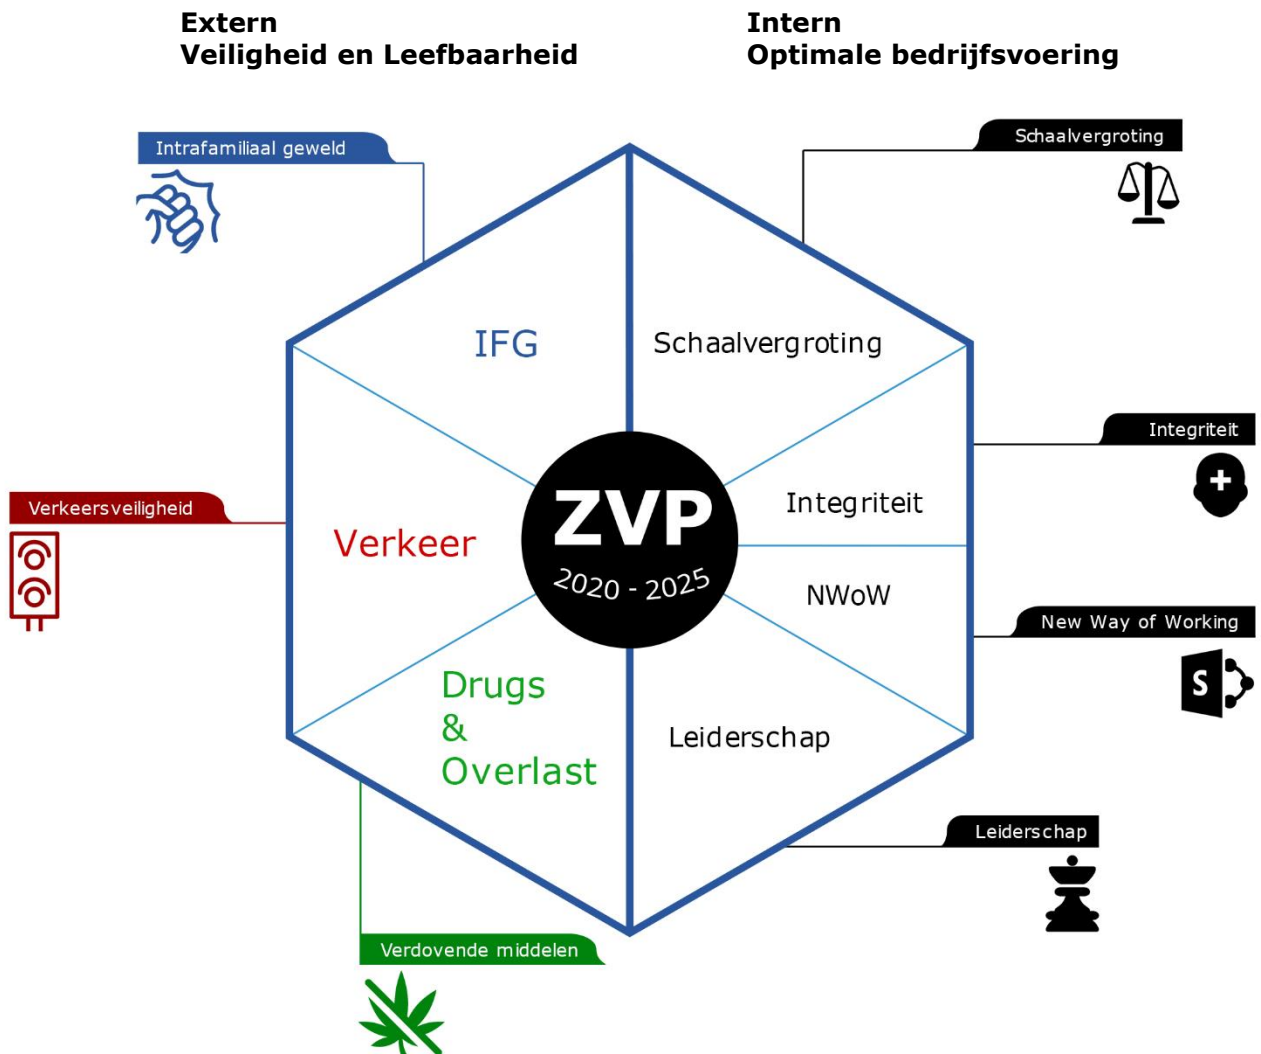 Extern
Veiligheid en Leefbaarheid
Intern
Optimale bedrijfsvoering
Intrafamiliaal geweld
Schaalvergroting
IFG
Schaalvergroting
Integriteit
Verkeersveiligheid
Verkeer
ZVP
2020 - 2025
Integriteit
NWoW
New Way of Working
S
Drugs
&
Overlast
Leiderschap
Leiderschap
Verdovende middelen